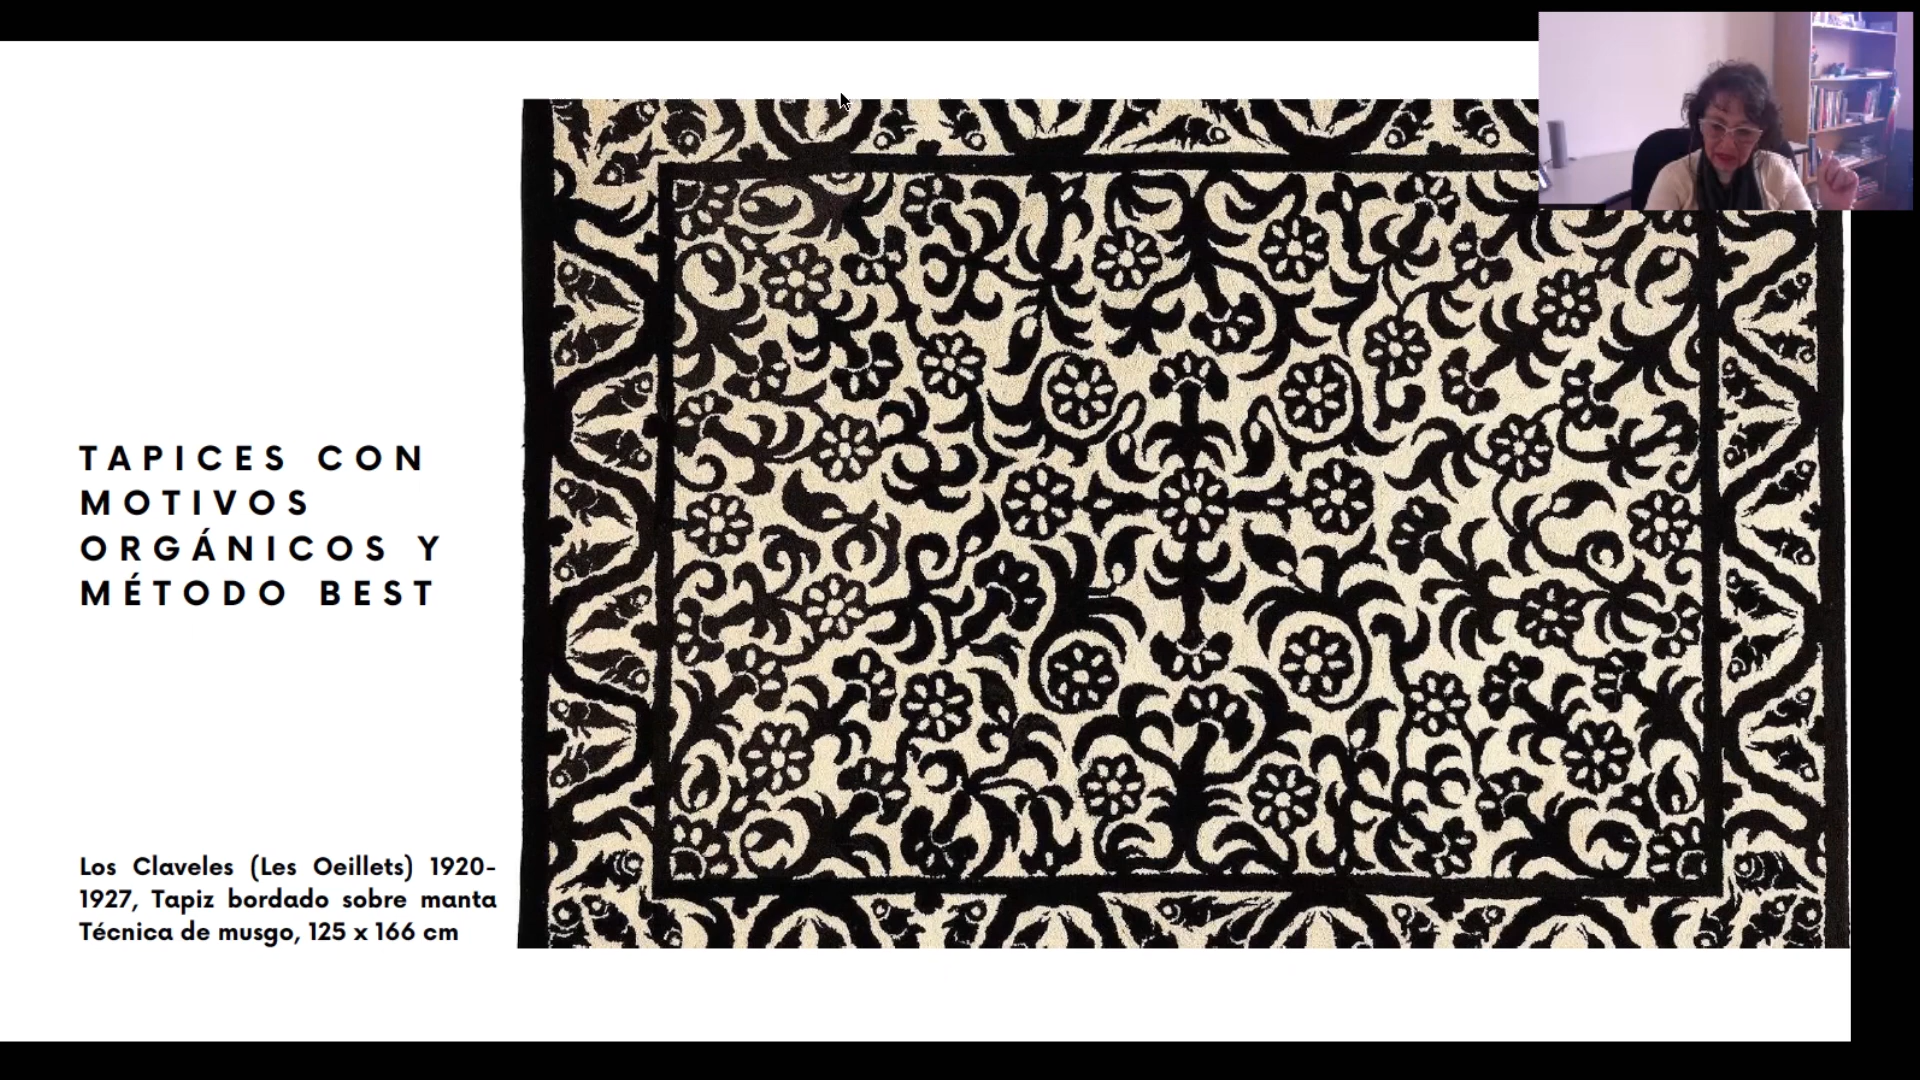 TAPICES CON
MOTIVOS
ORGÁNICOS Y
MÉTODO BEST
Los Claveles (Les Oeillets) 1920-
1927, Tapiz bordado sobre manta
Técnica de musgo, 125 x 166 cm